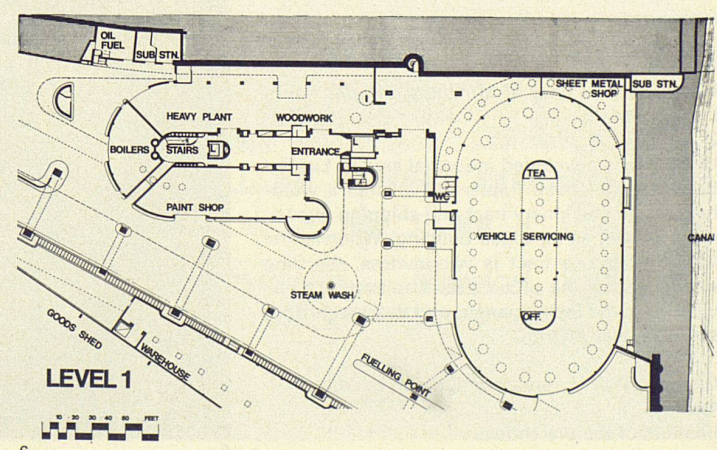 OIL
FUEL
SUB STN.
SHEET METAL
SHOP
SUB STN.
HEAVY PLANT
WOODWORK
BOILERS
STAIRS
ENTRANCE
L
L
TEA
WC
PAINT SHOP
VEHICLE SERVICING
CANAL
STEAM WASH
OFF.
GOODS SHED
WAREHOUSE
FUELLING POINT
LEVEL 1
10 20 30 40 60 FEET